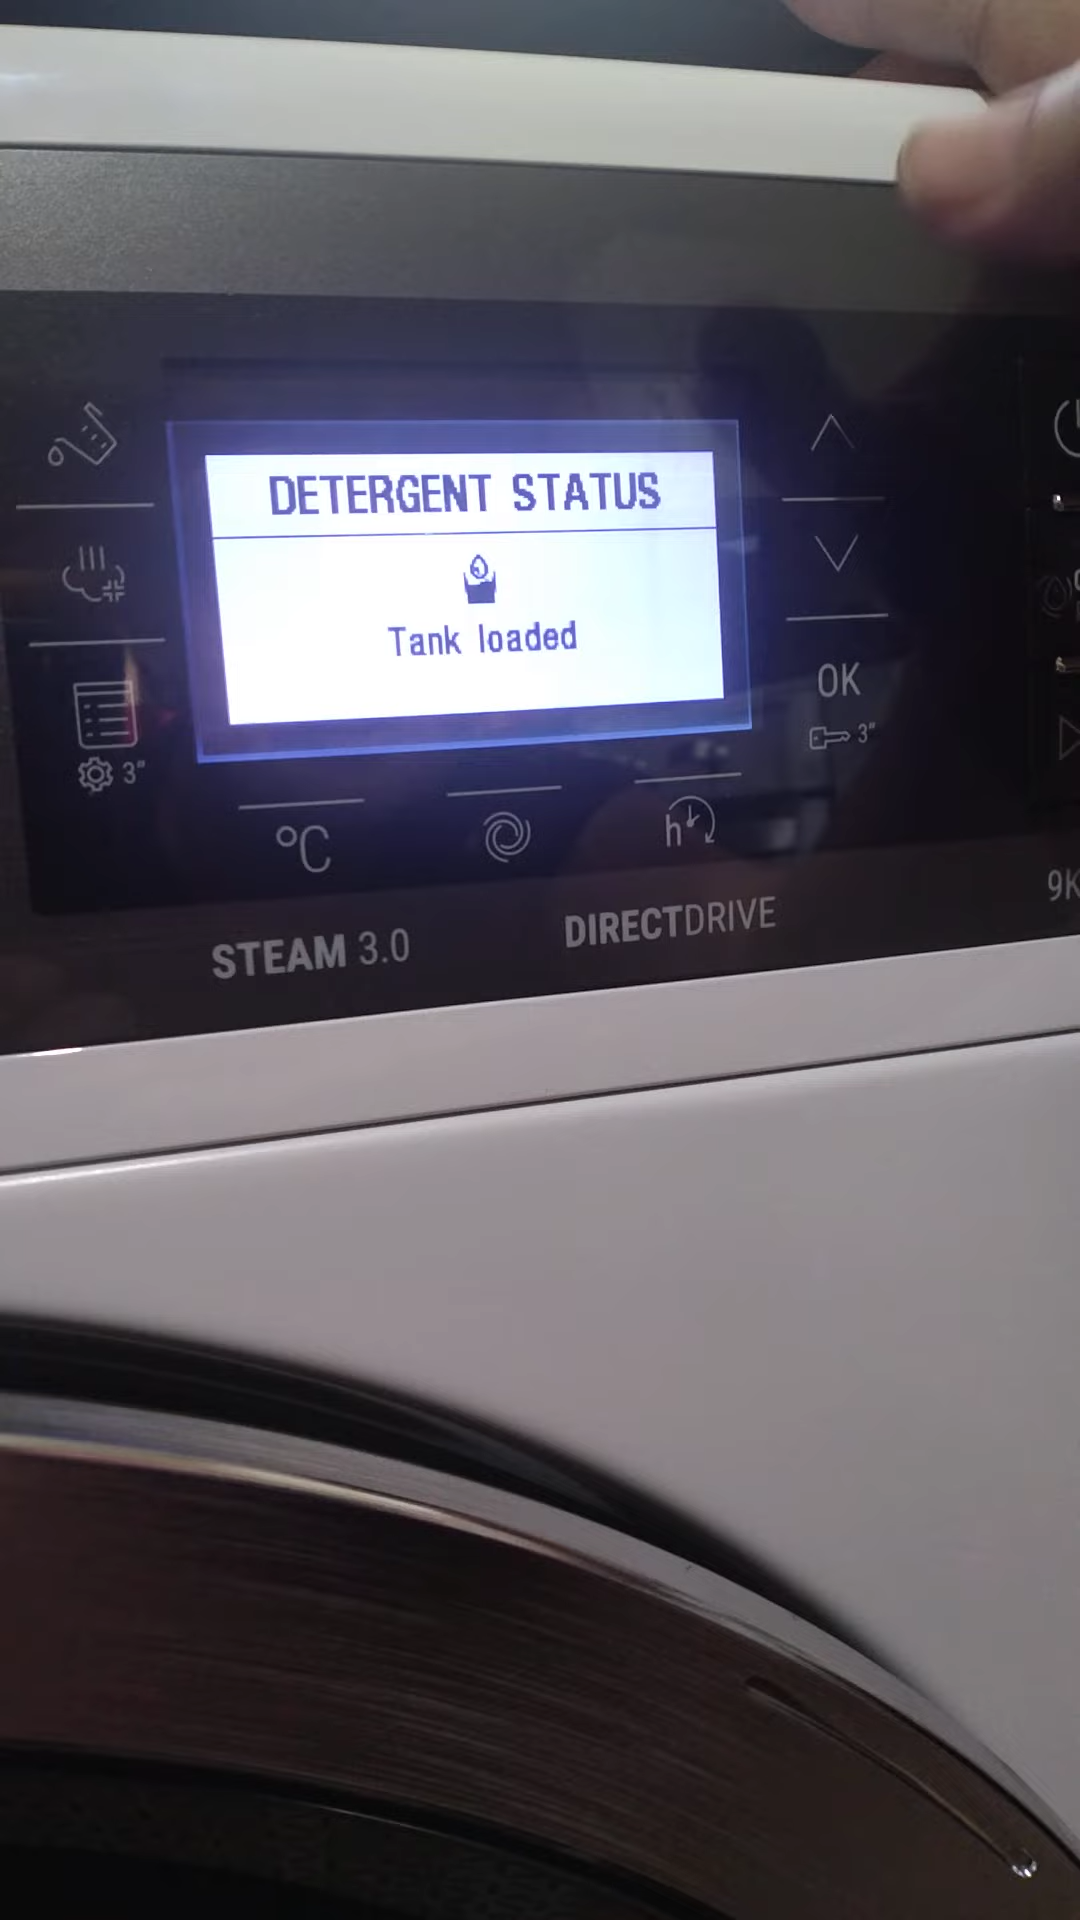 DETERGENT STATUS
Tank loaded
OK
3"
3"
°C
h
STEAM 3.0
DIRECTDRIVE